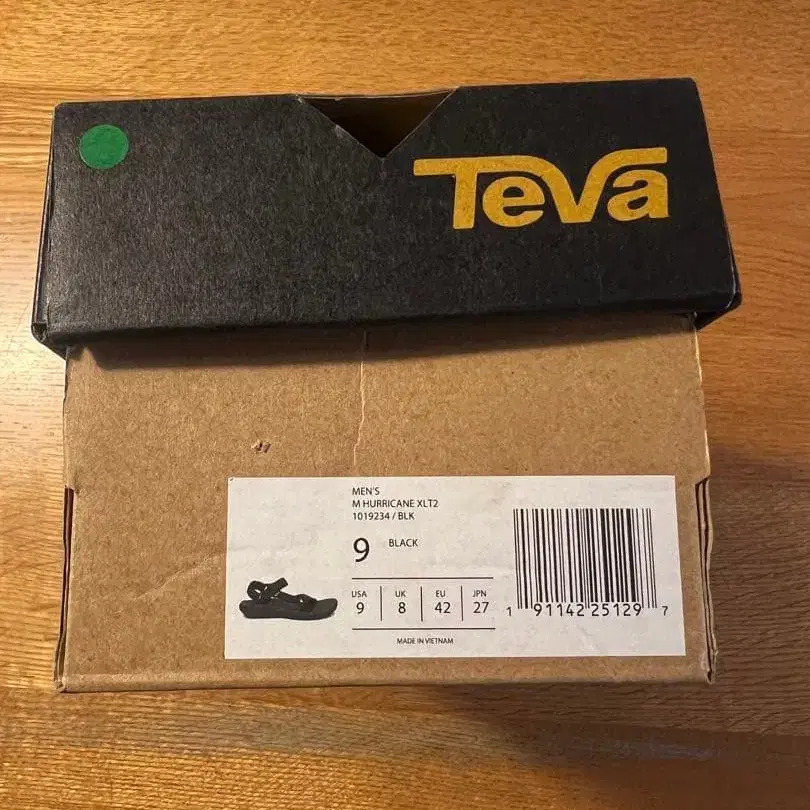 Teva
MEN'S
M HURRICANE XLT2
1019234 / BLK
9 BLACK
USA UK EU JPN
9 8 42 27
MADE IN VIETNAM
1 91142 25129 7